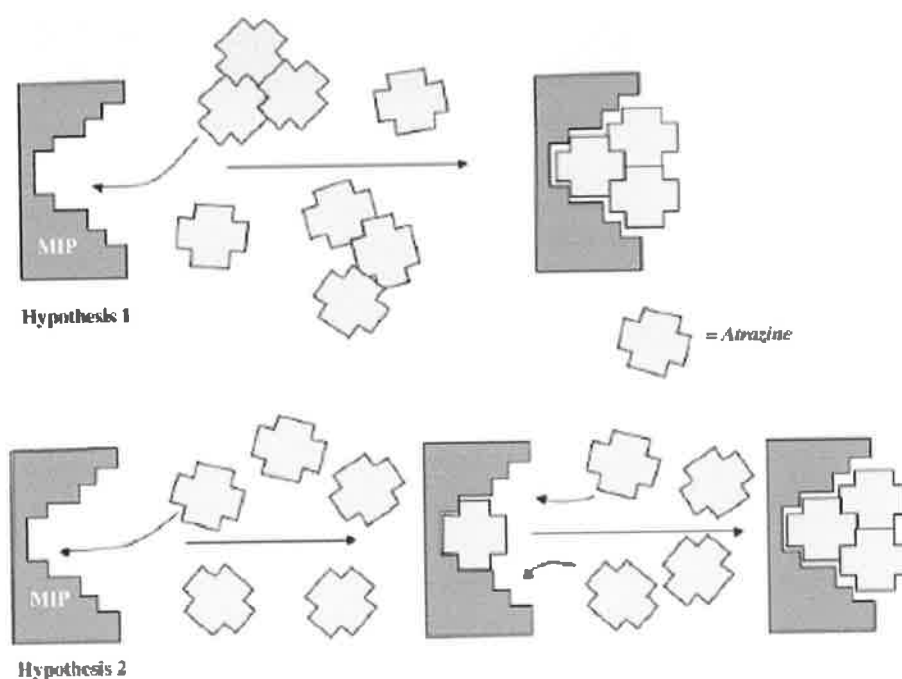 MIP
Hypothesis 1
= Atrazine
MIP
Hypothesis 2